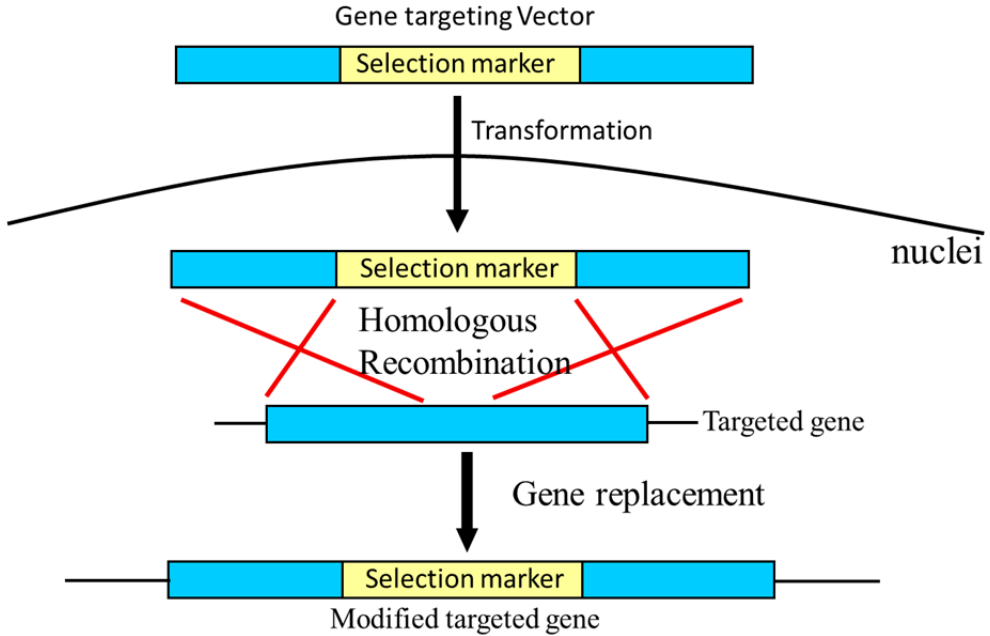 Gene targeting Vector
Selection marker
Transformation
nuclei
Selection marker
Homologous
Recombination
Targeted gene
Gene replacement
Selection marker
Modified targeted gene